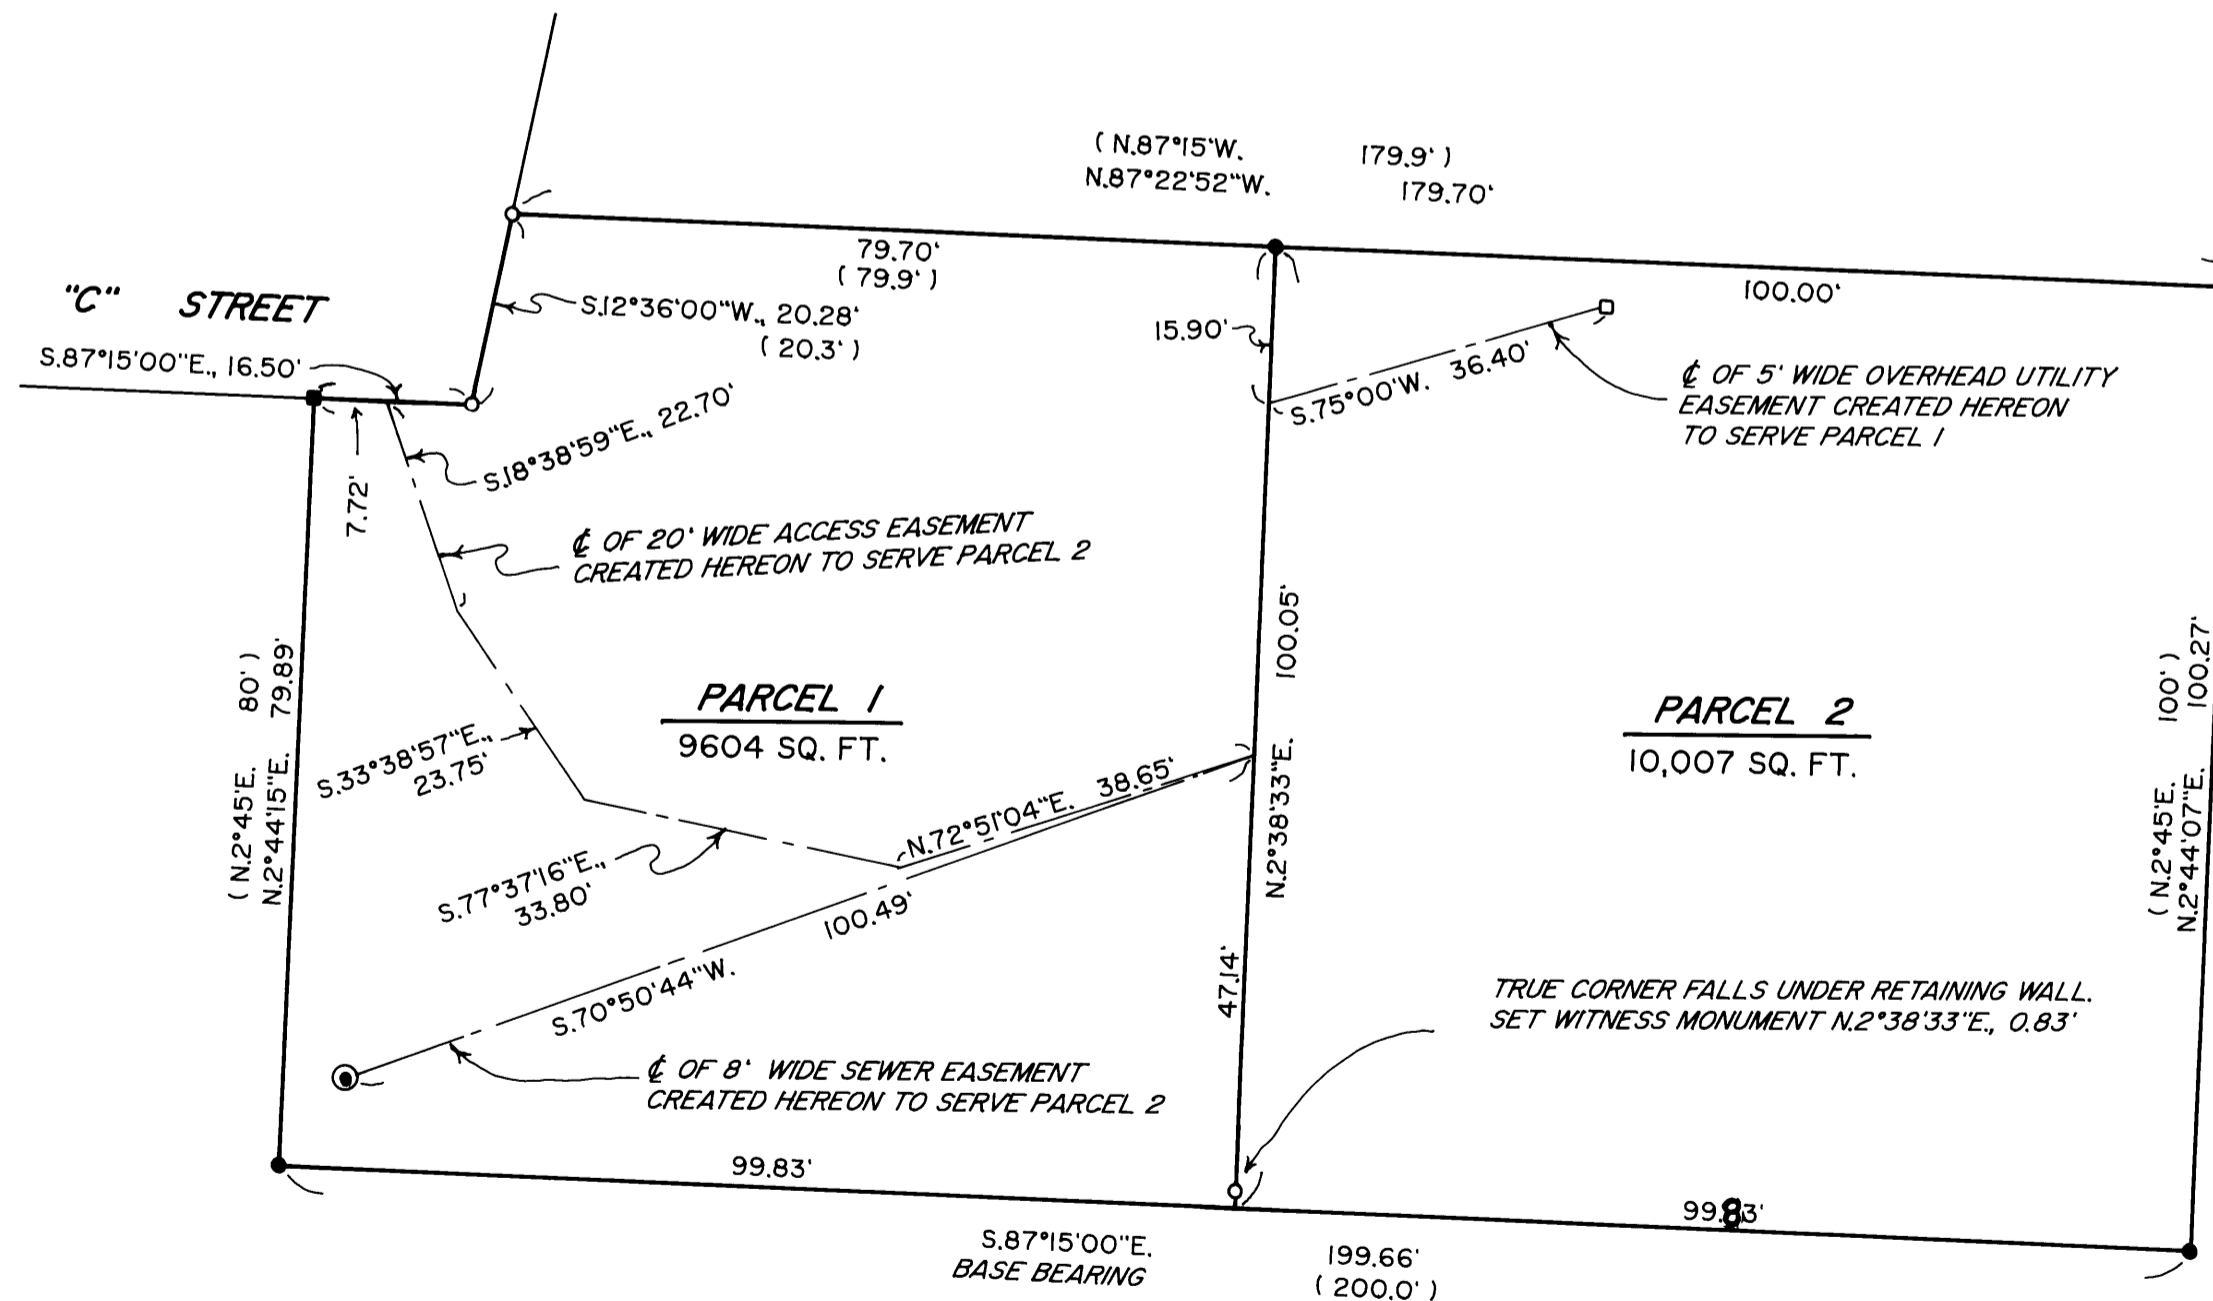 ( N.87°15'W. 179.9' )
N.87°22'52"W. 179.70'
79.70'
( 79.9' )
100.00'
"C" STREET
S.12°36'00"W., 20.28'
( 20.3' )
15.90'
S.87°15'00"E., 16.50'
S.75°00'W. 36.40'
℄ OF 5' WIDE OVERHEAD UTILITY
EASEMENT CREATED HEREON
TO SERVE PARCEL 1
S.18°38'59"E., 22.70'
7.72'
℄ OF 20' WIDE ACCESS EASEMENT
CREATED HEREON TO SERVE PARCEL 2
( N.2°45'E. 80' )
N.2°44'15"E. 79.89'
PARCEL 1
9604 SQ. FT.
N.2°38'33"E. 100.05'
PARCEL 2
10,007 SQ. FT.
( N.2°45'E. 100' )
N.2°44'07"E. 100.27'
S.33°38'57"E.,
23.75'
N.72°51'04"E. 38.65'
S.77°37'16"E.,
33.80'
100.49'
S.70°50'44"W.
47.14'
TRUE CORNER FALLS UNDER RETAINING WALL.
SET WITNESS MONUMENT N.2°38'33"E., 0.83'
℄ OF 8' WIDE SEWER EASEMENT
CREATED HEREON TO SERVE PARCEL 2
99.83'
99.83'
S.87°15'00"E. 199.66'
BASE BEARING ( 200.0' )